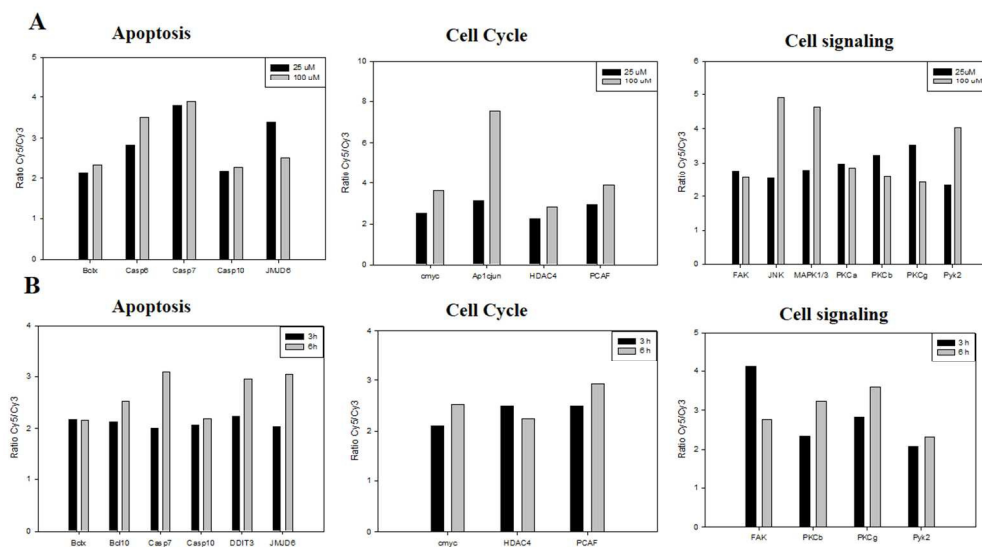 A
Apoptosis
Cell Cycle
Cell signaling
5
4
3
2
1
0
Ratio Cy5/Cy3
25 uM
100 uM
Bclx Casp6 Casp7 Casp10 JMJD6
10
8
6
4
2
0
Ratio Cy5/Cy3
25 uM
100 uM
cmyc Ap1cjun HDAC4 PCAF
6
5
4
3
2
1
0
Ratio Cy5/Cy3
25uM
100 uM
FAK JNK MAPK1/3 PKCa PKCb PKCg Pyk2
B
Apoptosis
Cell Cycle
Cell signaling
4
3
2
1
0
Ratio Cy5/Cy3
3h
6h
Bclx Bcl10 Casp7 Casp10 DDIT3 JMJD6
4
3
2
1
0
Ratio Cy5/Cy3
3 h
6 h
cmyc HDAC4 PCAF
5
4
3
2
1
0
Ratio Cy5/Cy3
3 h
6 h
FAK PKCb PKCg Pyk2